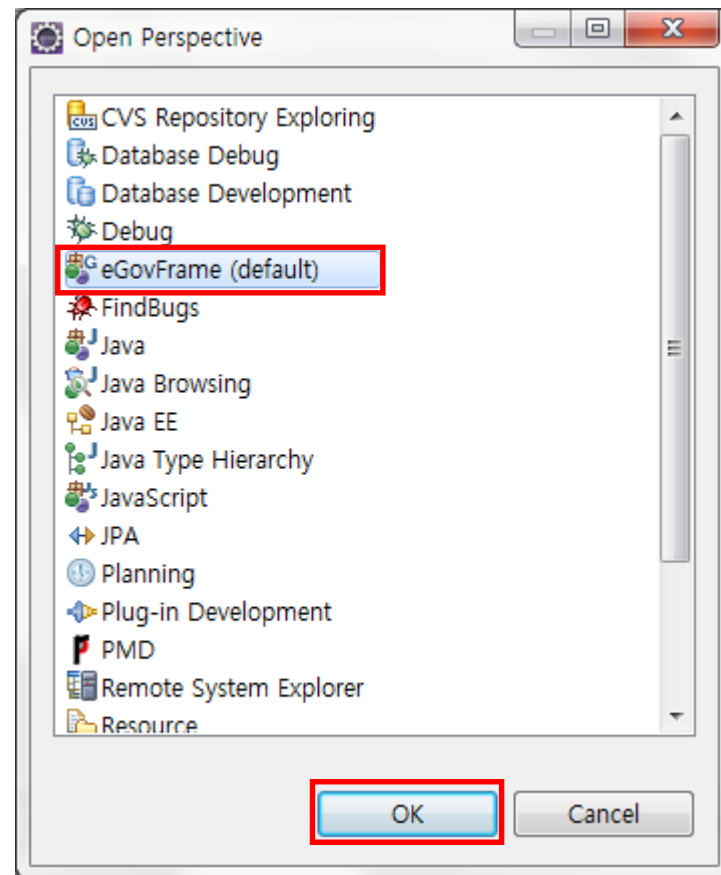 Open Perspective
CVS Repository Exploring
Database Debug
Database Development
Debug
eGovFrame (default)
FindBugs
Java
Java Browsing
Java EE
Java Type Hierarchy
JavaScript
JPA
Planning
Plug-in Development
PMD
Remote System Explorer
Resource
OK Cancel